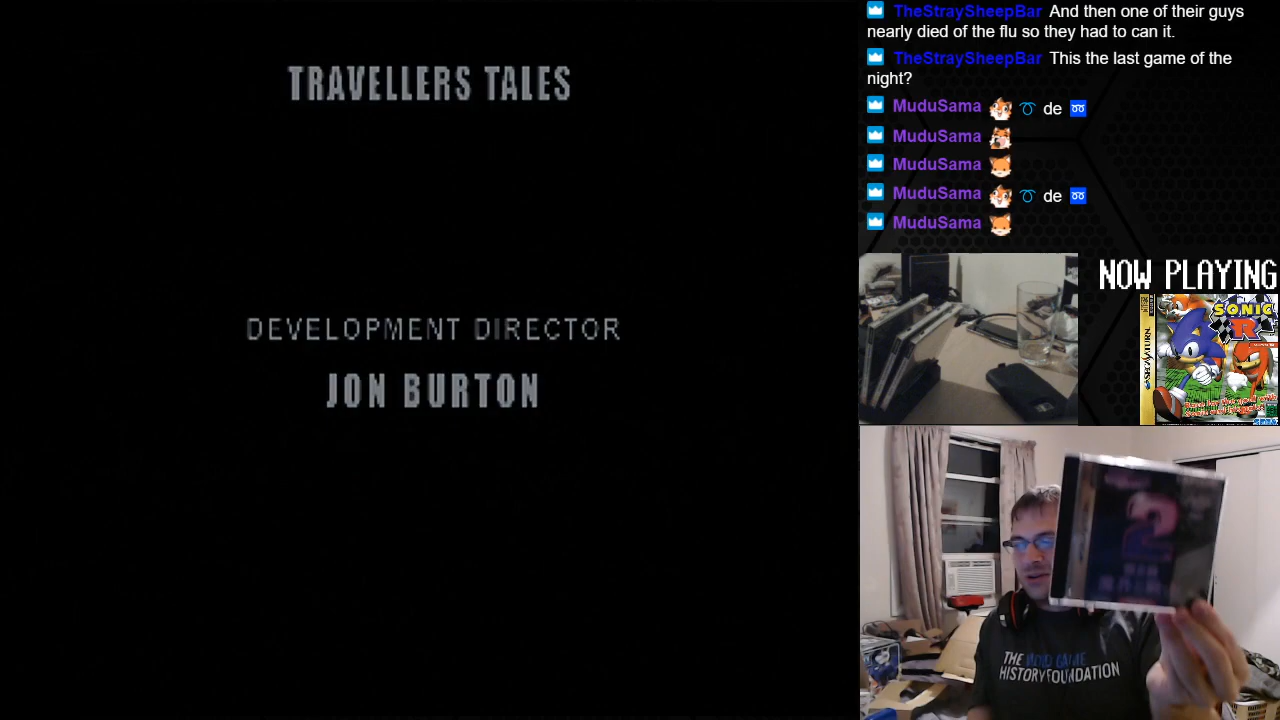 TRAVELLERS TALES
DEVELOPMENT DIRECTOR
JON BURTON
TheStraySheepBar And then one of their guys
nearly died of the flu so they had to can it.
TheStraySheepBar This the last game of the
night?
MuduSama de
MuduSama
MuduSama
MuduSama de
MuduSama
NOW PLAYING
SONIC
R
SEGA SATURN
SEGA
2
THE VIDEO GAME
HISTORY FOUNDATION